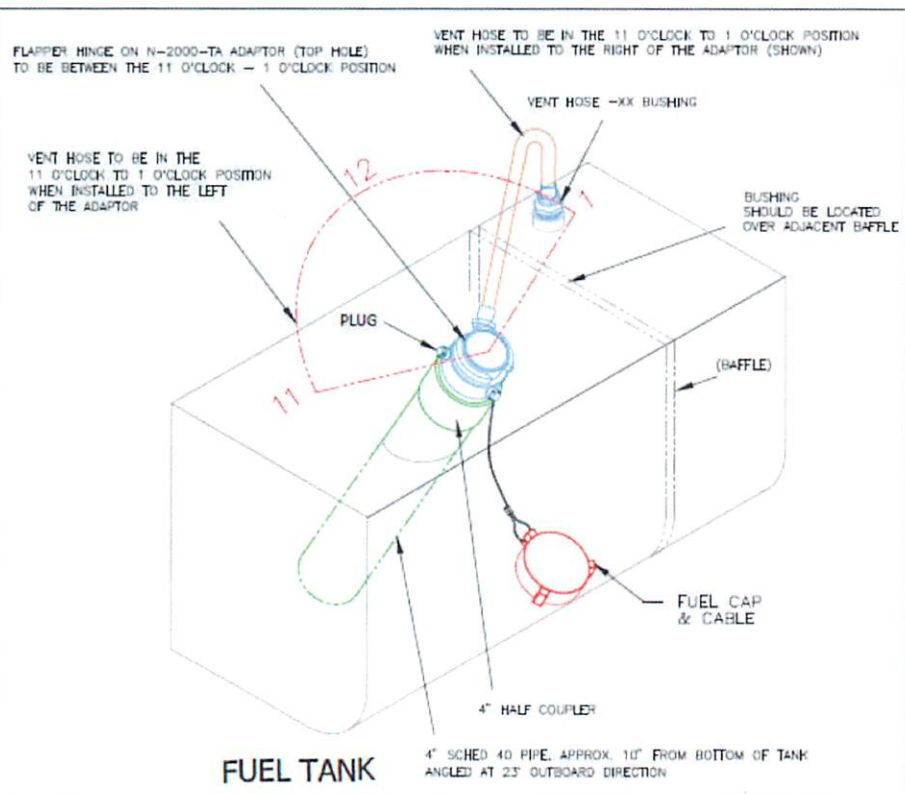 FLAPPER HINGE ON N-2000-TA ADAPTOR (TOP HOLE)
TO BE BETWEEN THE 11 O'CLOCK - 1 O'CLOCK POSITION
VENT HOSE TO BE IN THE 11 O'CLOCK TO 1 O'CLOCK POSITION
WHEN INSTALLED TO THE RIGHT OF THE ADAPTOR (SHOWN)
VENT HOSE -XX BUSHING
VENT HOSE TO BE IN THE
11 O'CLOCK TO 1 O'CLOCK POSITION
WHEN INSTALLED TO THE LEFT
OF THE ADAPTOR
12
1
BUSHING
SHOULD BE LOCATED
OVER ADJACENT BAFFLE
PLUG
11
(BAFFLE)
FUEL CAP
& CABLE
4" HALF COUPLER
4" SCHED 40 PIPE, APPROX. 10" FROM BOTTOM OF TANK
ANGLED AT 23° OUTBOARD DIRECTION
FUEL TANK